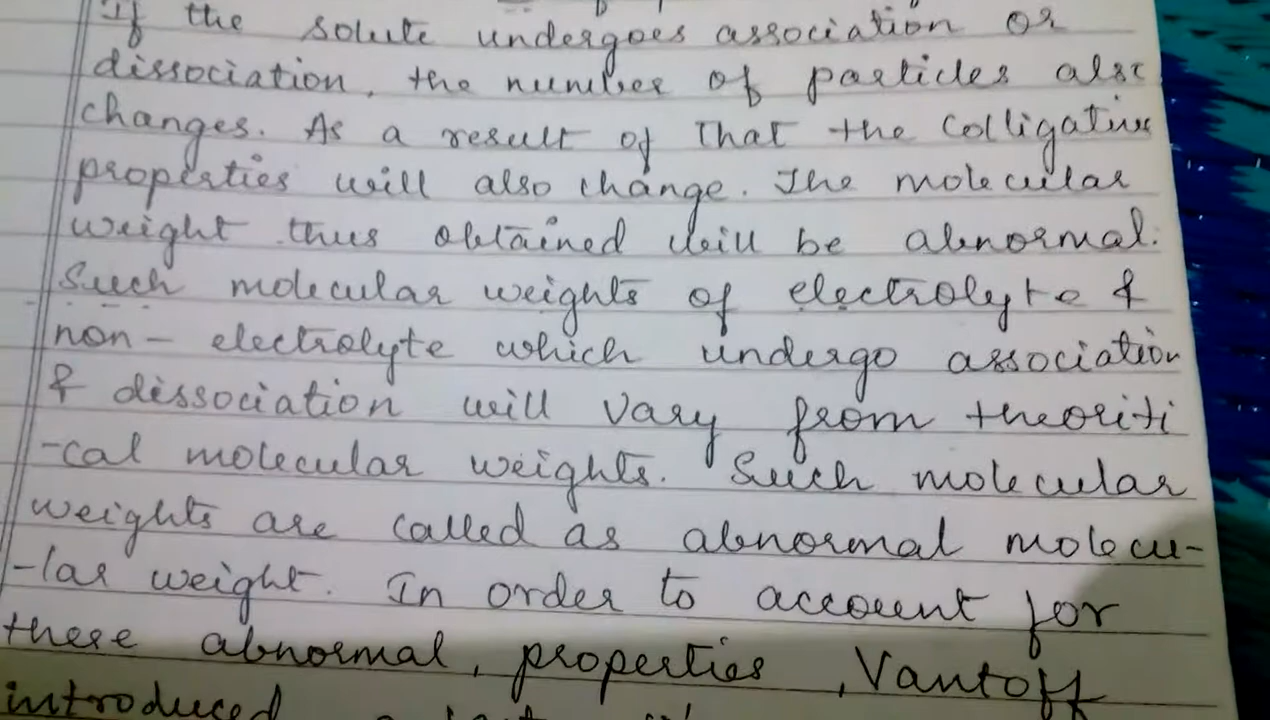 If the solute undergoes association or
dissociation, the number of particles also
changes. As a result of that the colligative
properties will also change. The molecular
weight thus obtained will be abnormal.
Such molecular weights of electrolyte &
non- electrolyte which undergo association
& dissociation will vary from theoriti
-cal molecular weights. Such molecular
weights are called as abnormal molecu-
-lar weight. In order to account for
these abnormal, properties, Vantoff
introduced a